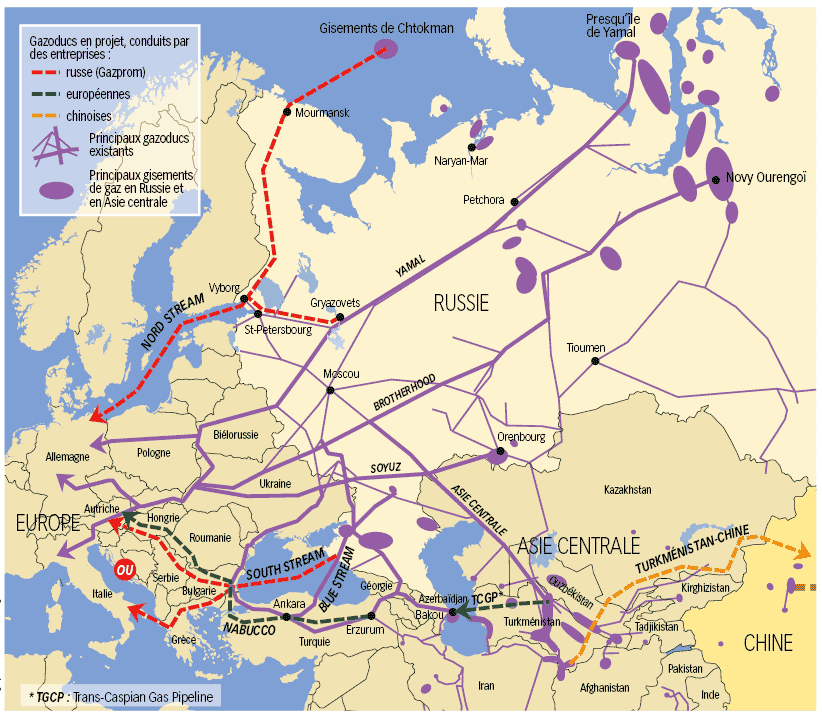 Gazoducs en projet, conduits par
des entreprises :
russe (Gazprom)
européennes
chinoises
Principaux gazoducs
existants
Principaux gisements
de gaz en Russie et
en Asie centrale
Gisements de Chtokman
Presqu'île
de Yamal
Mourmansk
Naryan-Mar
Petchora
Novy Ourengoï
YAMAL
RUSSIE
Vyborg
Gryazovets
NORD STREAM
St-Petersbourg
Tioumen
Moscou
BROTHERHOOD
Biélorussie
Orenbourg
Allemagne
Pologne
SOYUZ
Ukraine
Kazakhstan
ASIE CENTRALE
Autriche
EUROPE
Hongrie
Roumanie
ASIE CENTRALE
TURKMÉNISTAN-CHINE
OU
SOUTH STREAM
BLUE STREAM
Serbie
Bulgarie
Italie
Géorgie
Azerbaïdjan
Bakou
TCGP*
Ouzbékistan
Kirghizistan
Turkménistan
Tadjikistan
Ankara
NABUCCO
Erzurum
Grèce
Turquie
CHINE
Iran
Afghanistan
Pakistan
Inde
* TGCP : Trans-Caspian Gas Pipeline